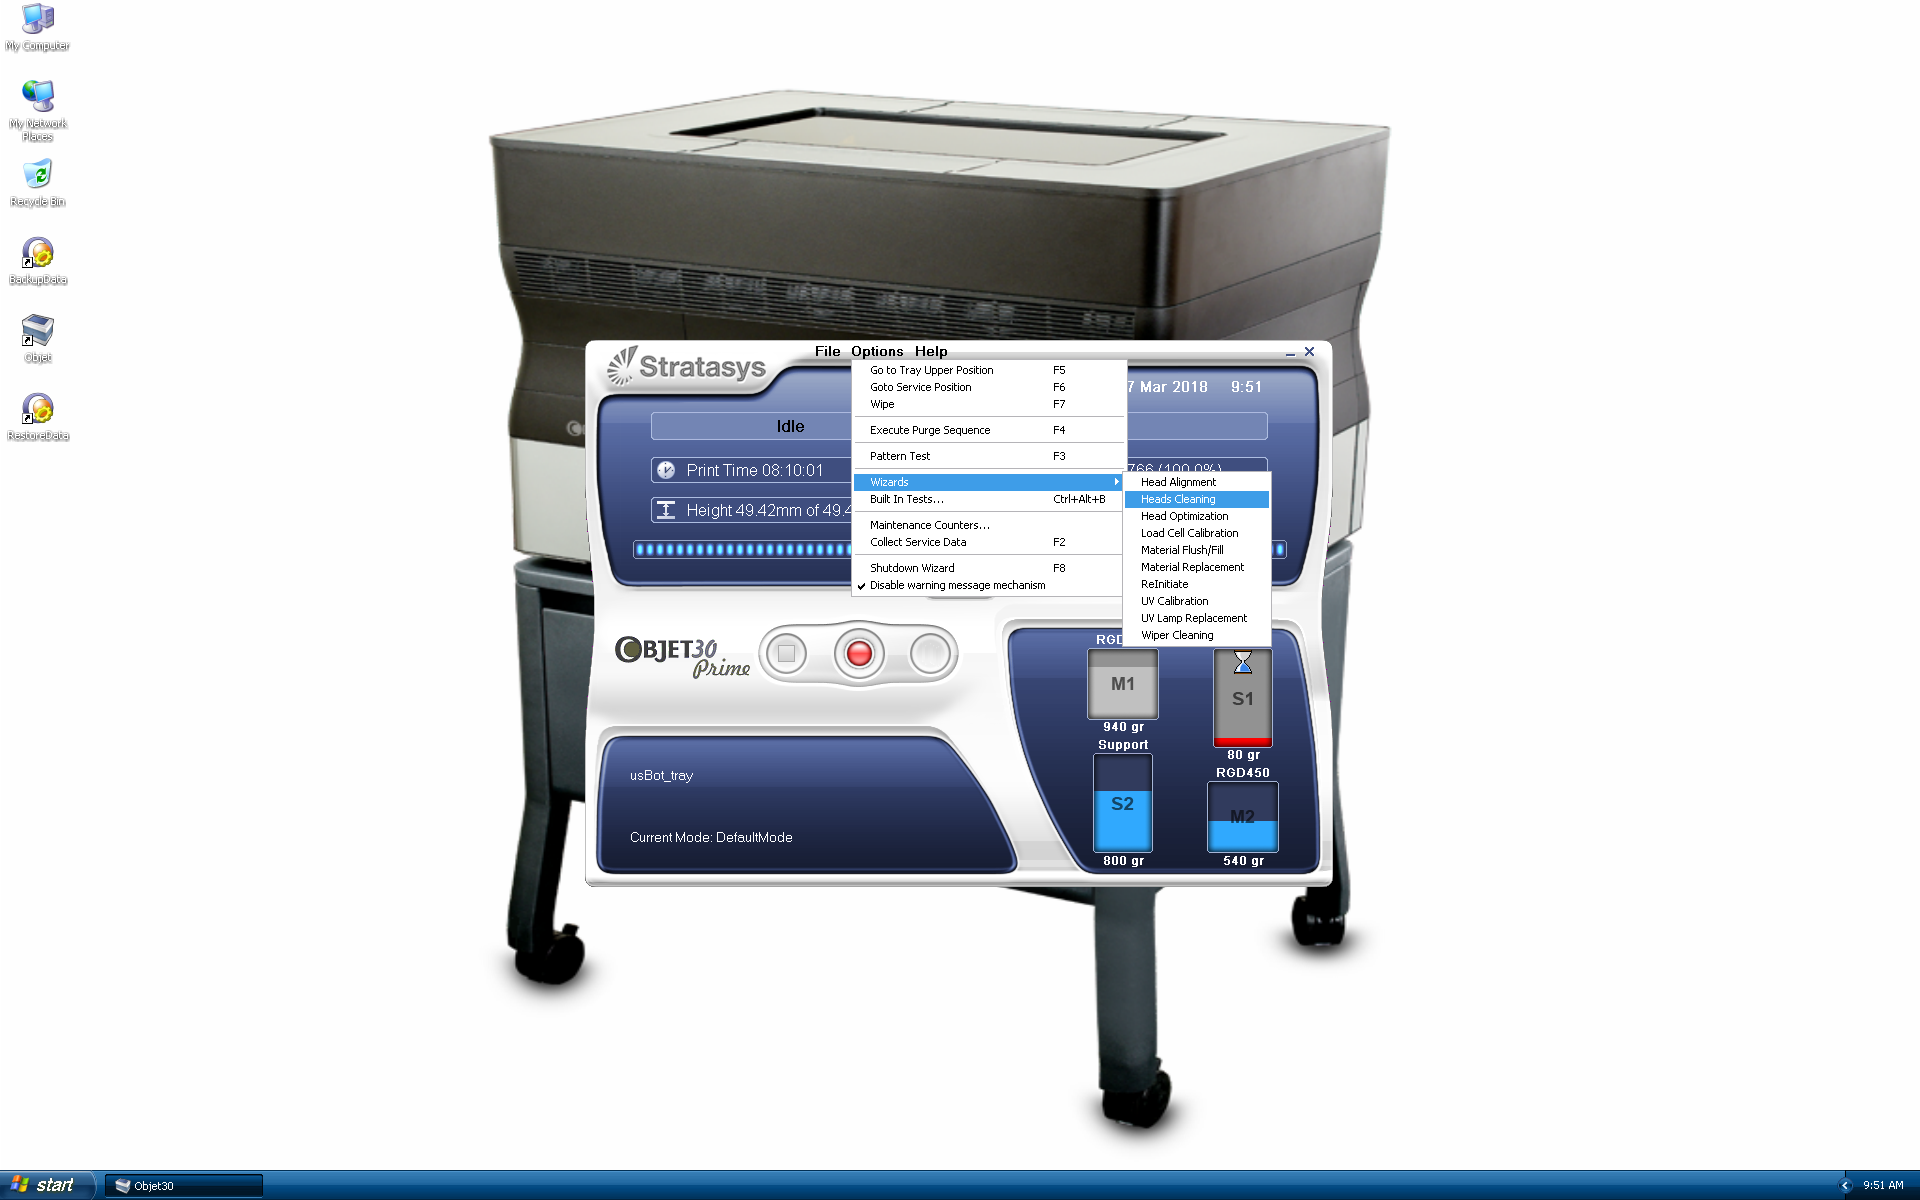 My Computer
My Network
Places
Recycle Bin
BackupData
Objet
RestoreData
Stratasys
File Options Help
7 Mar 2018 9:51
Idle
Print Time 08:10:01
766 (100.0%)
Height 49.42mm of 49.4
Go to Tray Upper Position F5
Goto Service Position F6
Wipe F7
Execute Purge Sequence F4
Pattern Test F3
Wizards
Built In Tests... Ctrl+Alt+B
Maintenance Counters...
Collect Service Data F2
Shutdown Wizard F8
Disable warning message mechanism
Head Alignment
Heads Cleaning
Head Optimization
Load Cell Calibration
Material Flush/Fill
Material Replacement
ReInitiate
UV Calibration
UV Lamp Replacement
Wiper Cleaning
OBJET30
Prime
RGD
M1
940 gr
S1
80 gr
Support
S2
800 gr
RGD450
M2
540 gr
usBot_tray
Current Mode: DefaultMode
start
Objet30
9:51 AM